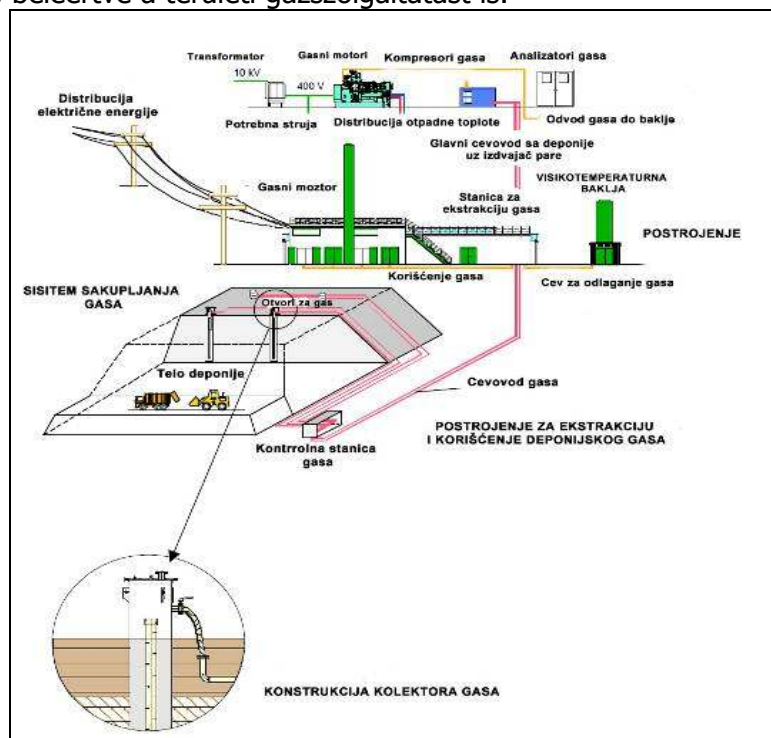 beleértve a területi gázszolgáltatást is.
Transformator
10 kV
Gasni motori
Kompresori gasa
Analizatori gasa
400 V
Distribucija
električne energije
Potrebna struja
Distribucija otpadne toplote
Odvod gasa do baklje
Glavni cevovod sa deponije
uz izdvajač pare
VISIKOTEMPERATURNA
BAKLJA
Gasni moztor
Stanica za
ekstrakciju gasa
POSTROJENJE
Korišćenje gasa
Cev za odlaganje gasa
SISITEM SAKUPLJANJA
GASA
Otvori za gas
Telo deponije
Cevovod gasa
POSTROJENJE ZA EKSTRAKCIJU
I KORIŠĆENJE DEPONIJSKOG GASA
Kontrrolna stanica
gasa
KONSTRUKCIJA KOLEKTORA GASA